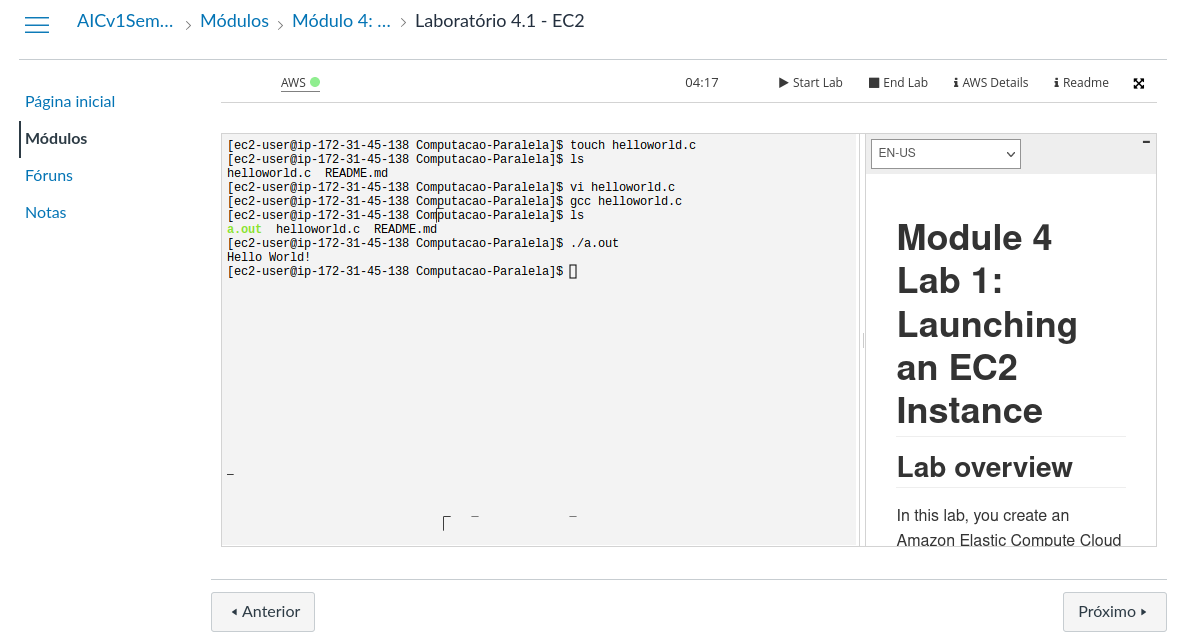 AICv1Sem... > Módulos > Módulo 4: ... > Laboratório 4.1 - EC2
Página inicial
Módulos
Fóruns
Notas
AWS
04:17
Start Lab
End Lab
AWS Details
Readme
[ec2-user@ip-172-31-45-138 Computacao-Paralela]$ touch helloworld.c
[ec2-user@ip-172-31-45-138 Computacao-Paralela]$ ls
helloworld.c  README.md
[ec2-user@ip-172-31-45-138 Computacao-Paralela]$ vi helloworld.c
[ec2-user@ip-172-31-45-138 Computacao-Paralela]$ gcc helloworld.c
[ec2-user@ip-172-31-45-138 Computacao-Paralela]$ ls
a.out  helloworld.c  README.md
[ec2-user@ip-172-31-45-138 Computacao-Paralela]$ ./a.out
Hello World!
[ec2-user@ip-172-31-45-138 Computacao-Paralela]$
EN-US
Module 4
Lab 1:
Launching
an EC2
Instance
Lab overview
In this lab, you create an
Amazon Elastic Compute Cloud
Anterior
Próximo